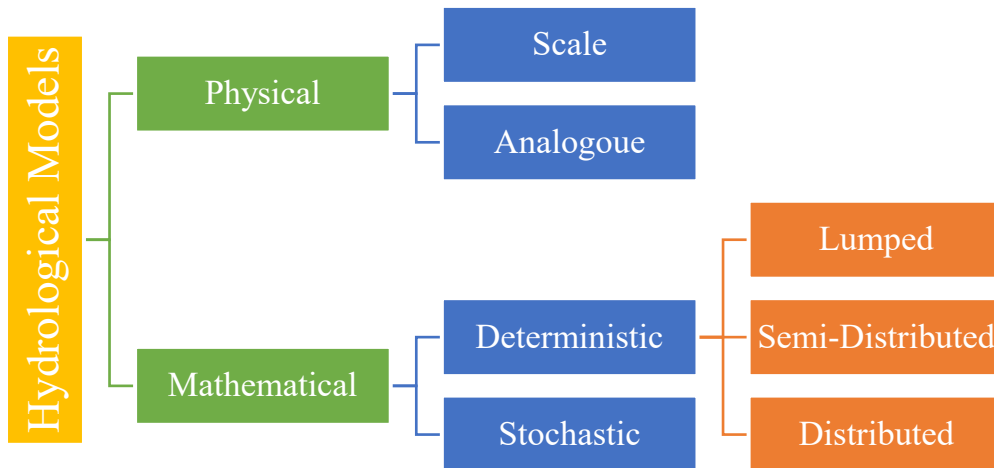 Hydrological Models
Physical
Scale
Analogoue
Mathematical
Deterministic
Lumped
Semi-Distributed
Distributed
Stochastic